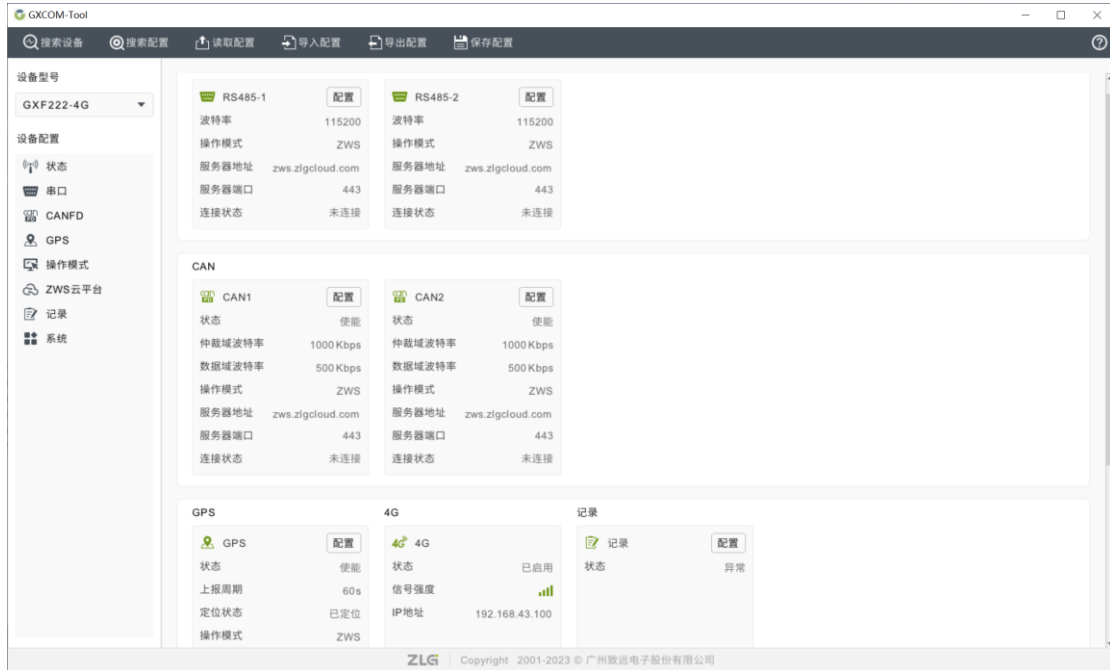 GXCOM-Tool
搜索设备 搜索配置 读取配置 导入配置 导出配置 保存配置
设备型号
GXF222-4G
设备配置
状态
串口
CANFD
GPS
操作模式
ZWS云平台
记录
系统
RS485-1 配置
波特率 115200
操作模式 ZWS
服务器地址 zws.zlgcloud.com
服务器端口 443
连接状态 未连接
RS485-2 配置
波特率 115200
操作模式 ZWS
服务器地址 zws.zlgcloud.com
服务器端口 443
连接状态 未连接
CAN
CAN1 配置
状态 使能
仲裁域波特率 1000Kbps
数据域波特率 500Kbps
操作模式 ZWS
服务器地址 zws.zlgcloud.com
服务器端口 443
连接状态 未连接
CAN2 配置
状态 使能
仲裁域波特率 1000Kbps
数据域波特率 500Kbps
操作模式 ZWS
服务器地址 zws.zlgcloud.com
服务器端口 443
连接状态 未连接
GPS
GPS 配置
状态 使能
上报周期 60s
定位状态 已定位
操作模式 ZWS
4G
4G 4G
状态 已启用
信号强度
IP地址 192.168.43.100
记录
记录 配置
状态 异常
ZLG Copyright 2001-2023 © 广州致远电子股份有限公司